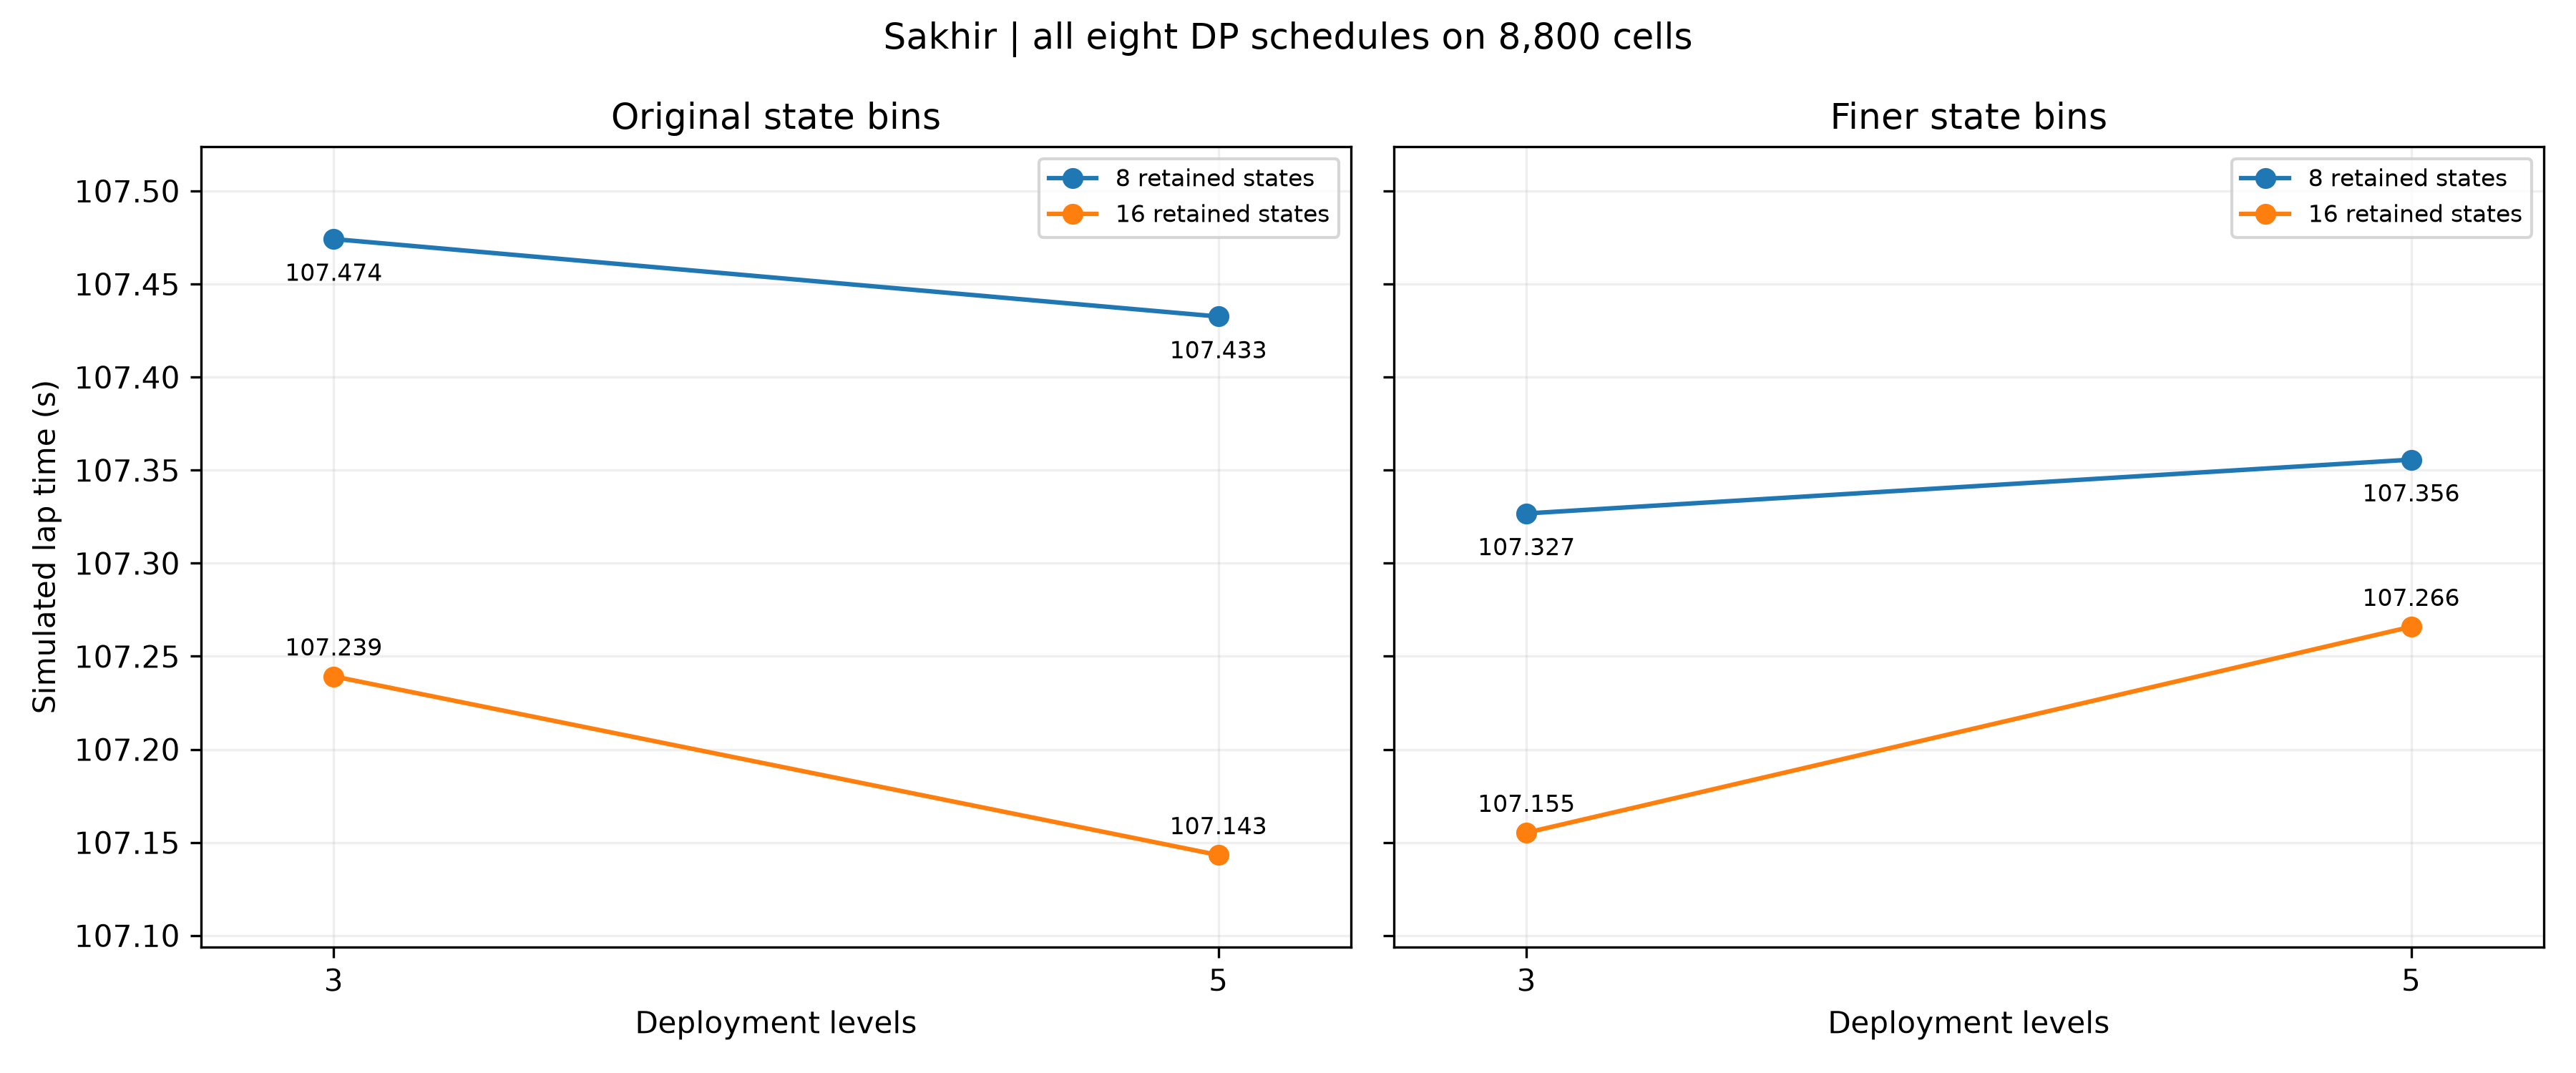 Sakhir | all eight DP schedules on 8,800 cells
Original state bins
Simulated lap time (s)
107.50
107.45
107.40
107.35
107.30
107.25
107.20
107.15
107.10
8 retained states
16 retained states
107.474
107.433
107.239
107.143
3
5
Deployment levels
Finer state bins
8 retained states
16 retained states
107.327
107.356
107.266
107.155
3
5
Deployment levels